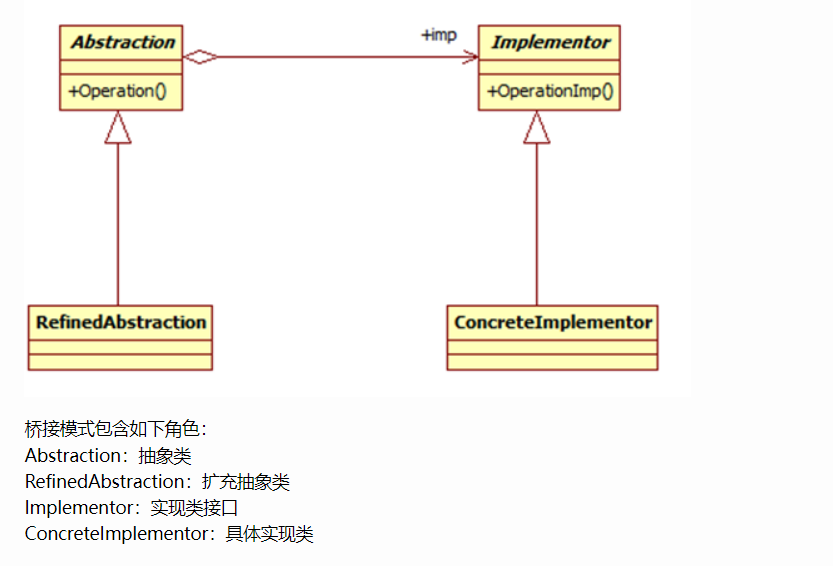 Abstraction
+imp
Implementor
+Operation()
+OperationImp()
RefinedAbstraction
ConcreteImplementor
桥接模式包含如下角色：
Abstraction：抽象类
RefinedAbstraction：扩充抽象类
Implementor：实现类接口
ConcreteImplementor：具体实现类